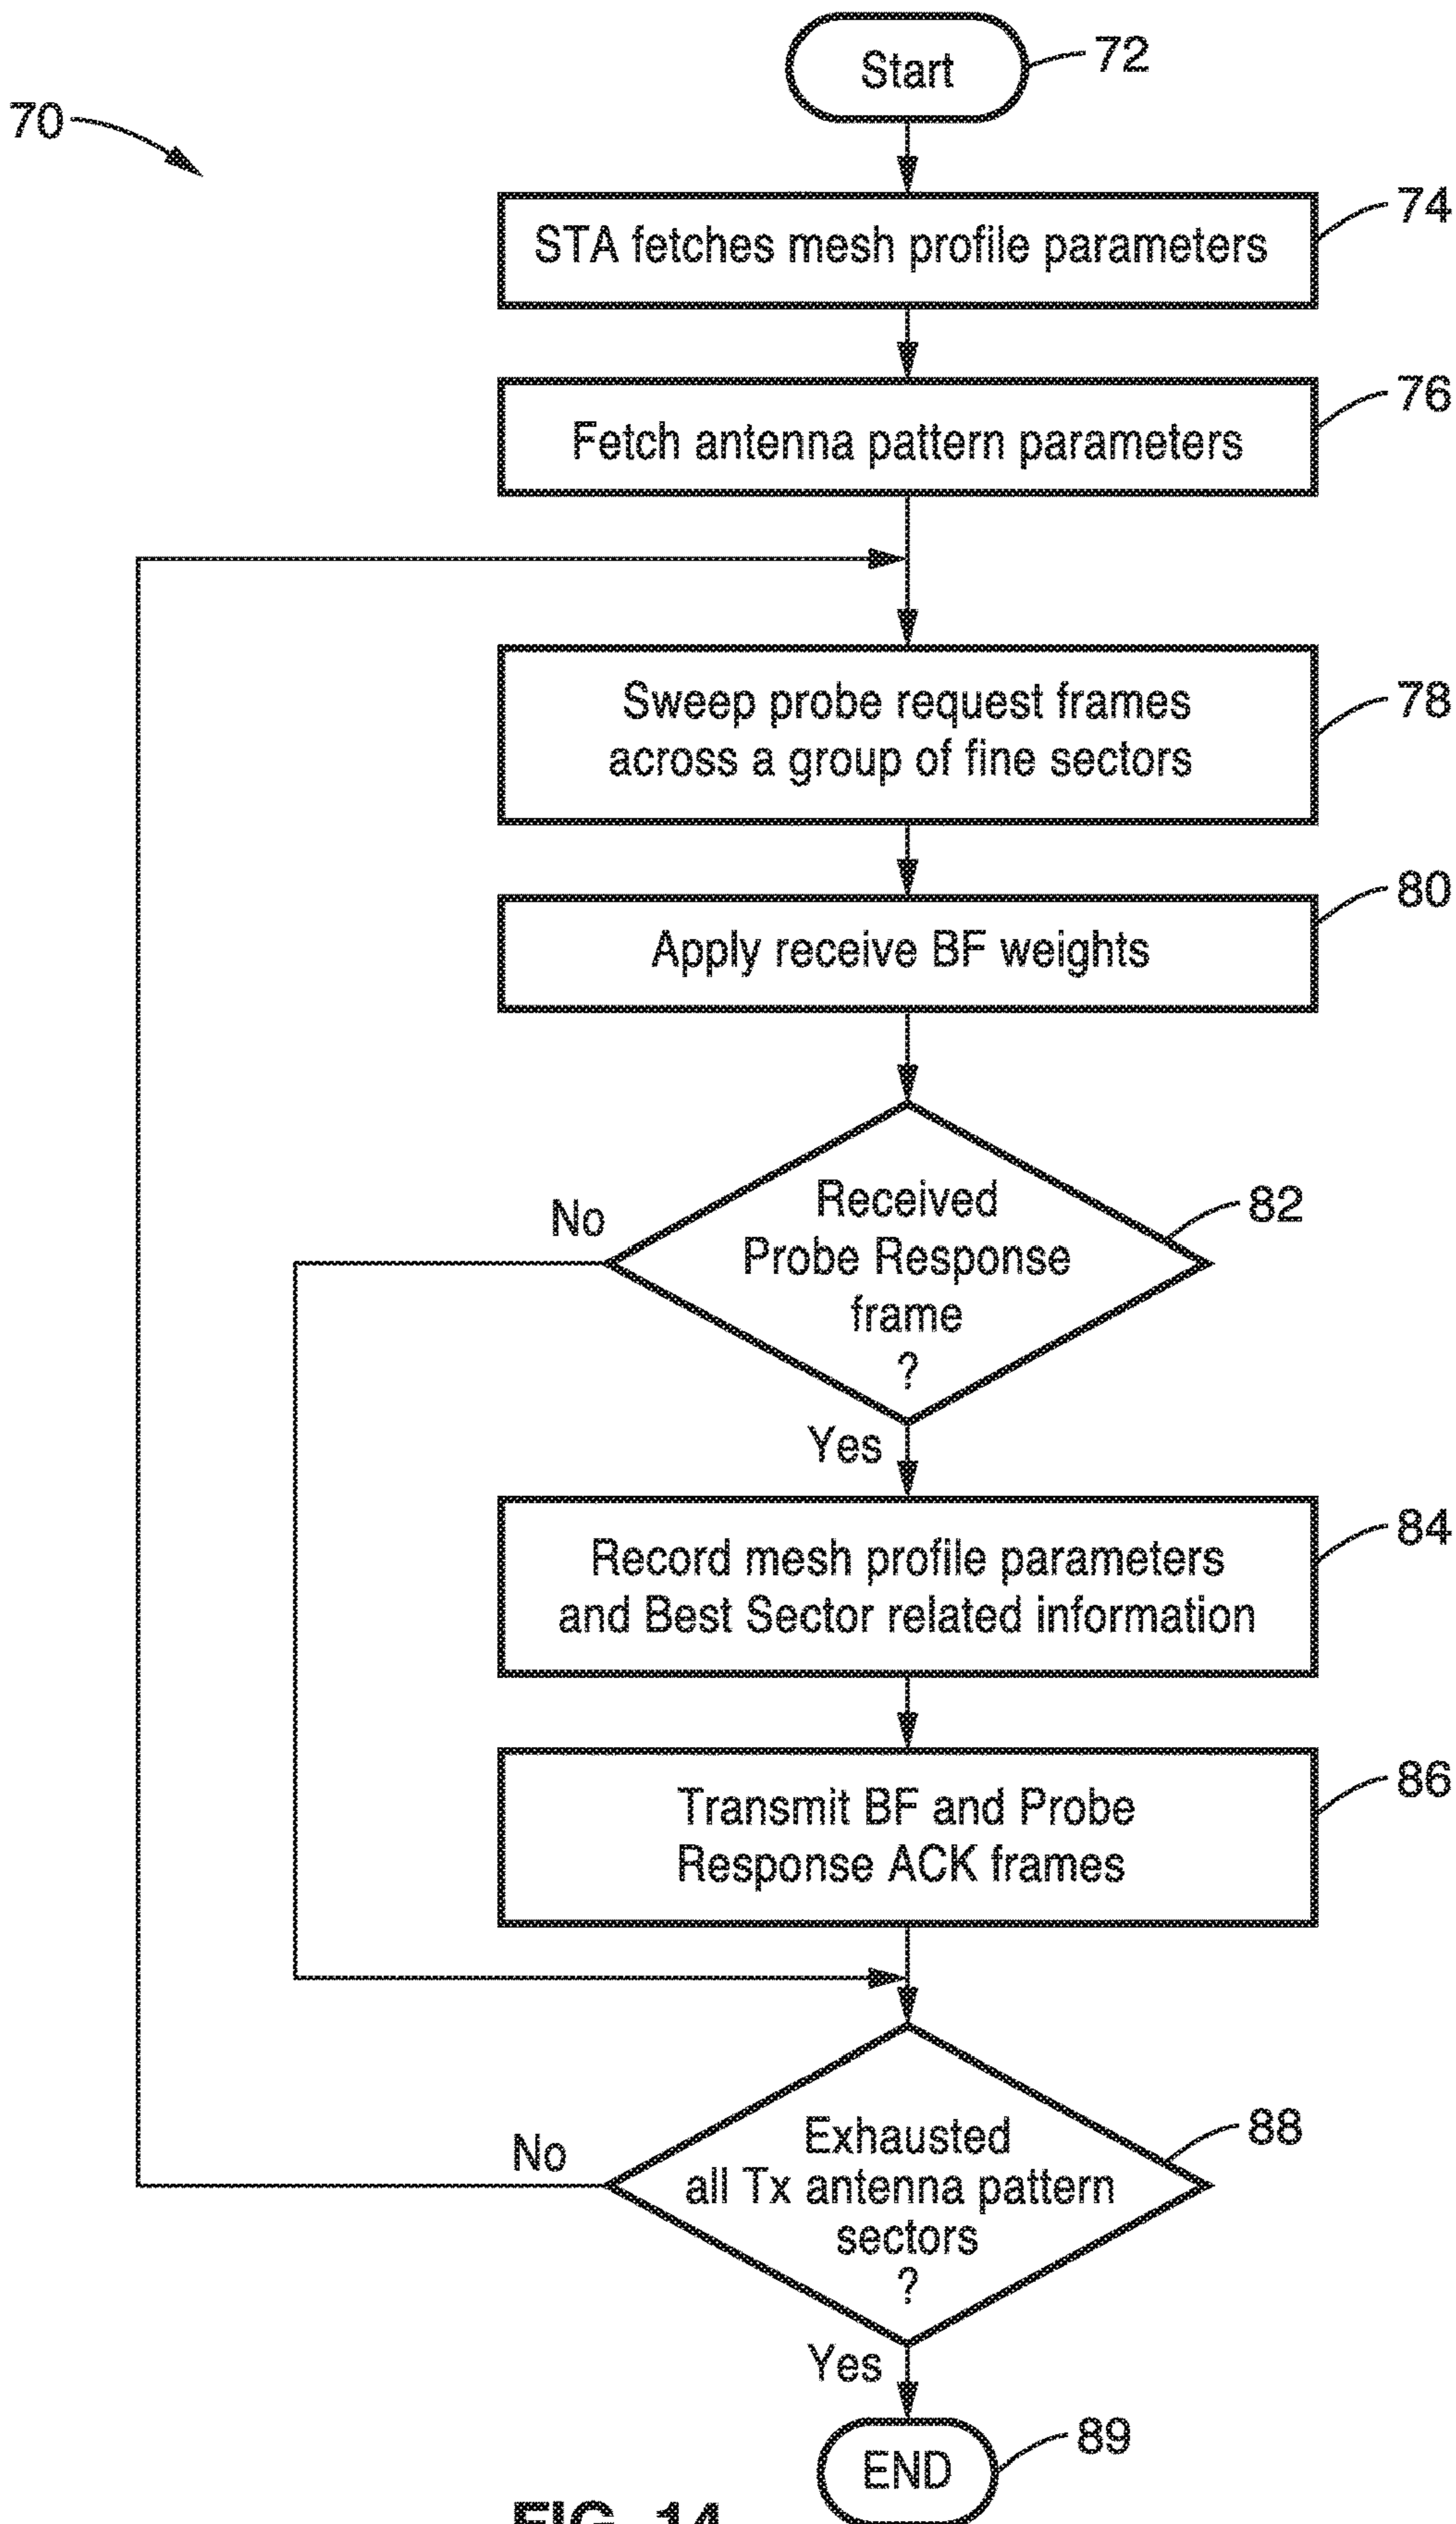 Start
72
70
STA fetches mesh profile parameters
74
Fetch antenna pattern parameters
76
Sweep probe request frames
across a group of fine sectors
78
Apply receive BF weights
80
Received
Probe Response
frame
?
82
No
Yes
Record mesh profile parameters
and Best Sector related information
84
Transmit BF and Probe
Response ACK frames
86
Exhausted
all Tx antenna pattern
sectors
?
88
No
Yes
END
89
FIG. 14